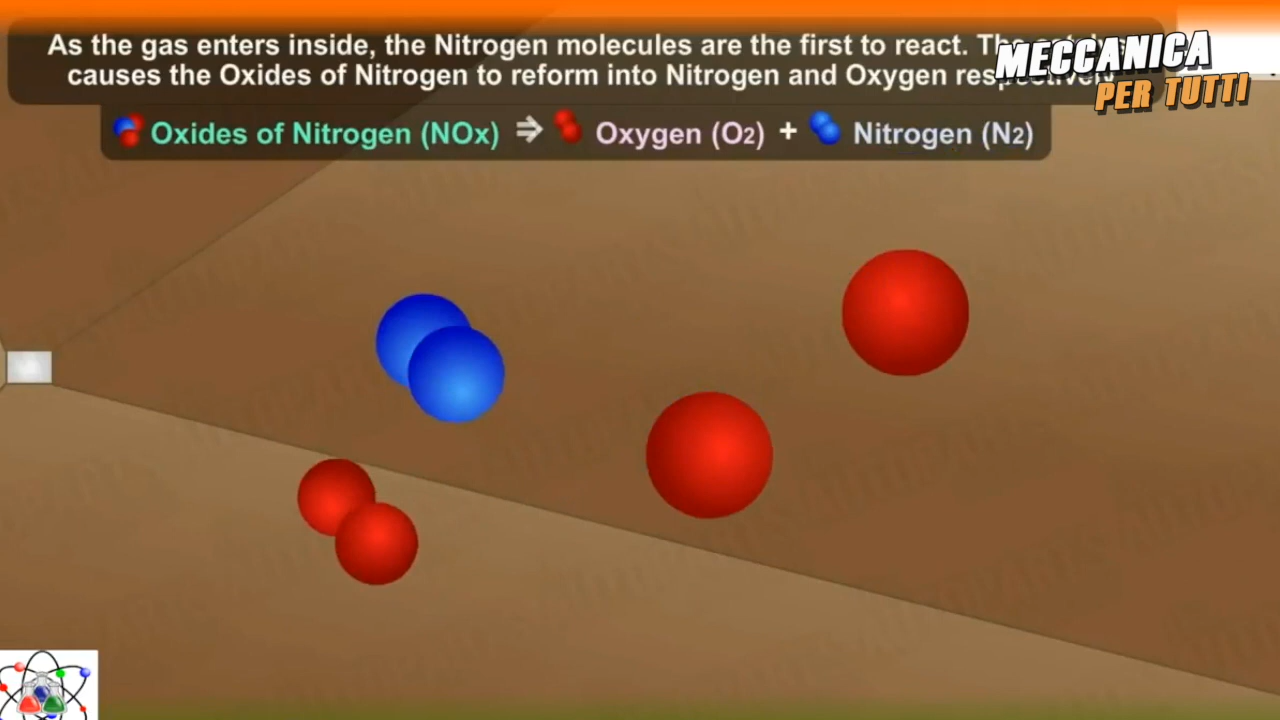 As the gas enters inside, the Nitrogen molecules are the first to react. The
causes the Oxides of Nitrogen to reform into Nitrogen and Oxygen respectively.
Oxides of Nitrogen (NOx) ⇒ Oxygen (O2) + Nitrogen (N2)
MECCANICA
PER TUTTI